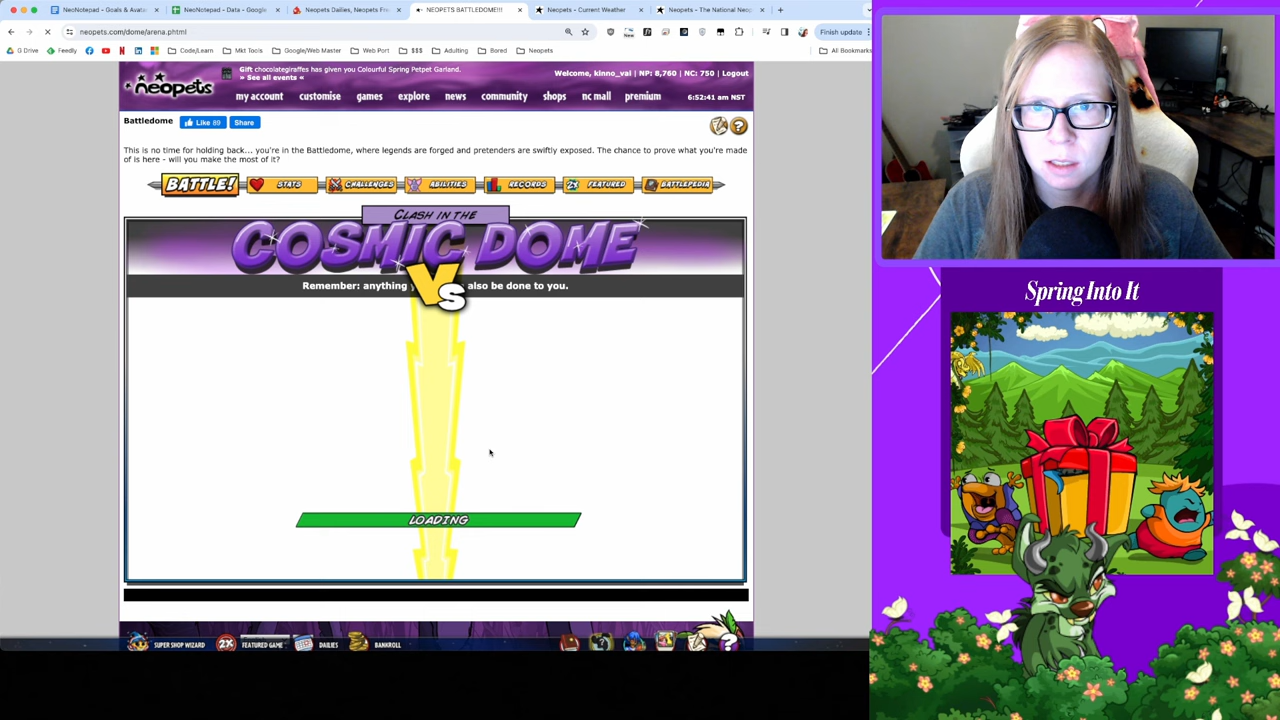 NeoNotepad - Goals & Avata
NeoNotepad - Data - Google
Neopets Dailies, Neopets Fre
NEOPETS BATTLEDOME!!!
Neopets - Current Weather
Neopets - The National Neop
neopets.com/dome/arena.phtml
Finish update
G Drive
Feedly
Code/Learn
Mkt Tools
Google/Web Master
Web Port
$$$
Adulting
Bored
Neopets
All Bookmarks
neopets
Gift chocolategiraffes has given you Colourful Spring Petpet Garland.
» See all events «
Welcome, kinno_val | NP: 8,760 | NC: 750 | Logout
my account customise games explore news community shops nc mall premium 6:52:41 am NST
Battledome Like 89 Share
This is no time for holding back... you're in the Battledome, where legends are forged and pretenders are swiftly exposed. The chance to prove what you're made
of is here - will you make the most of it?
BATTLE! STATS CHALLENGES ABILITIES RECORDS 2X FEATURED BATTLEPEDIA
CLASH IN THE
COSMIC DOME
VS
Remember: anything y also be done to you.
LOADING
SUPER SHOP WIZARD 2X FEATURED GAME DAILIES BANKROLL
Spring Into It